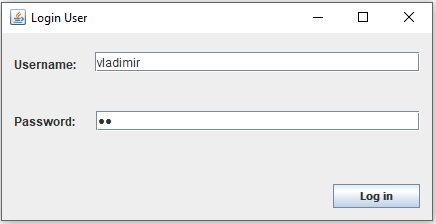 Login User
Username: vladimir
Password: ●●
Log in